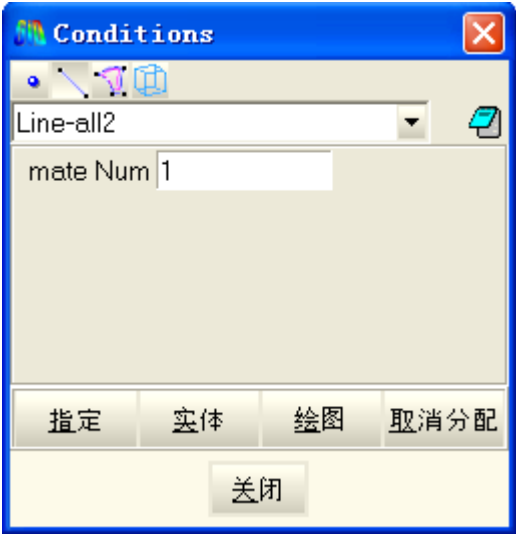 Conditions
Line-all2
mate Num 1
指定 实体 绘图 取消分配
关闭